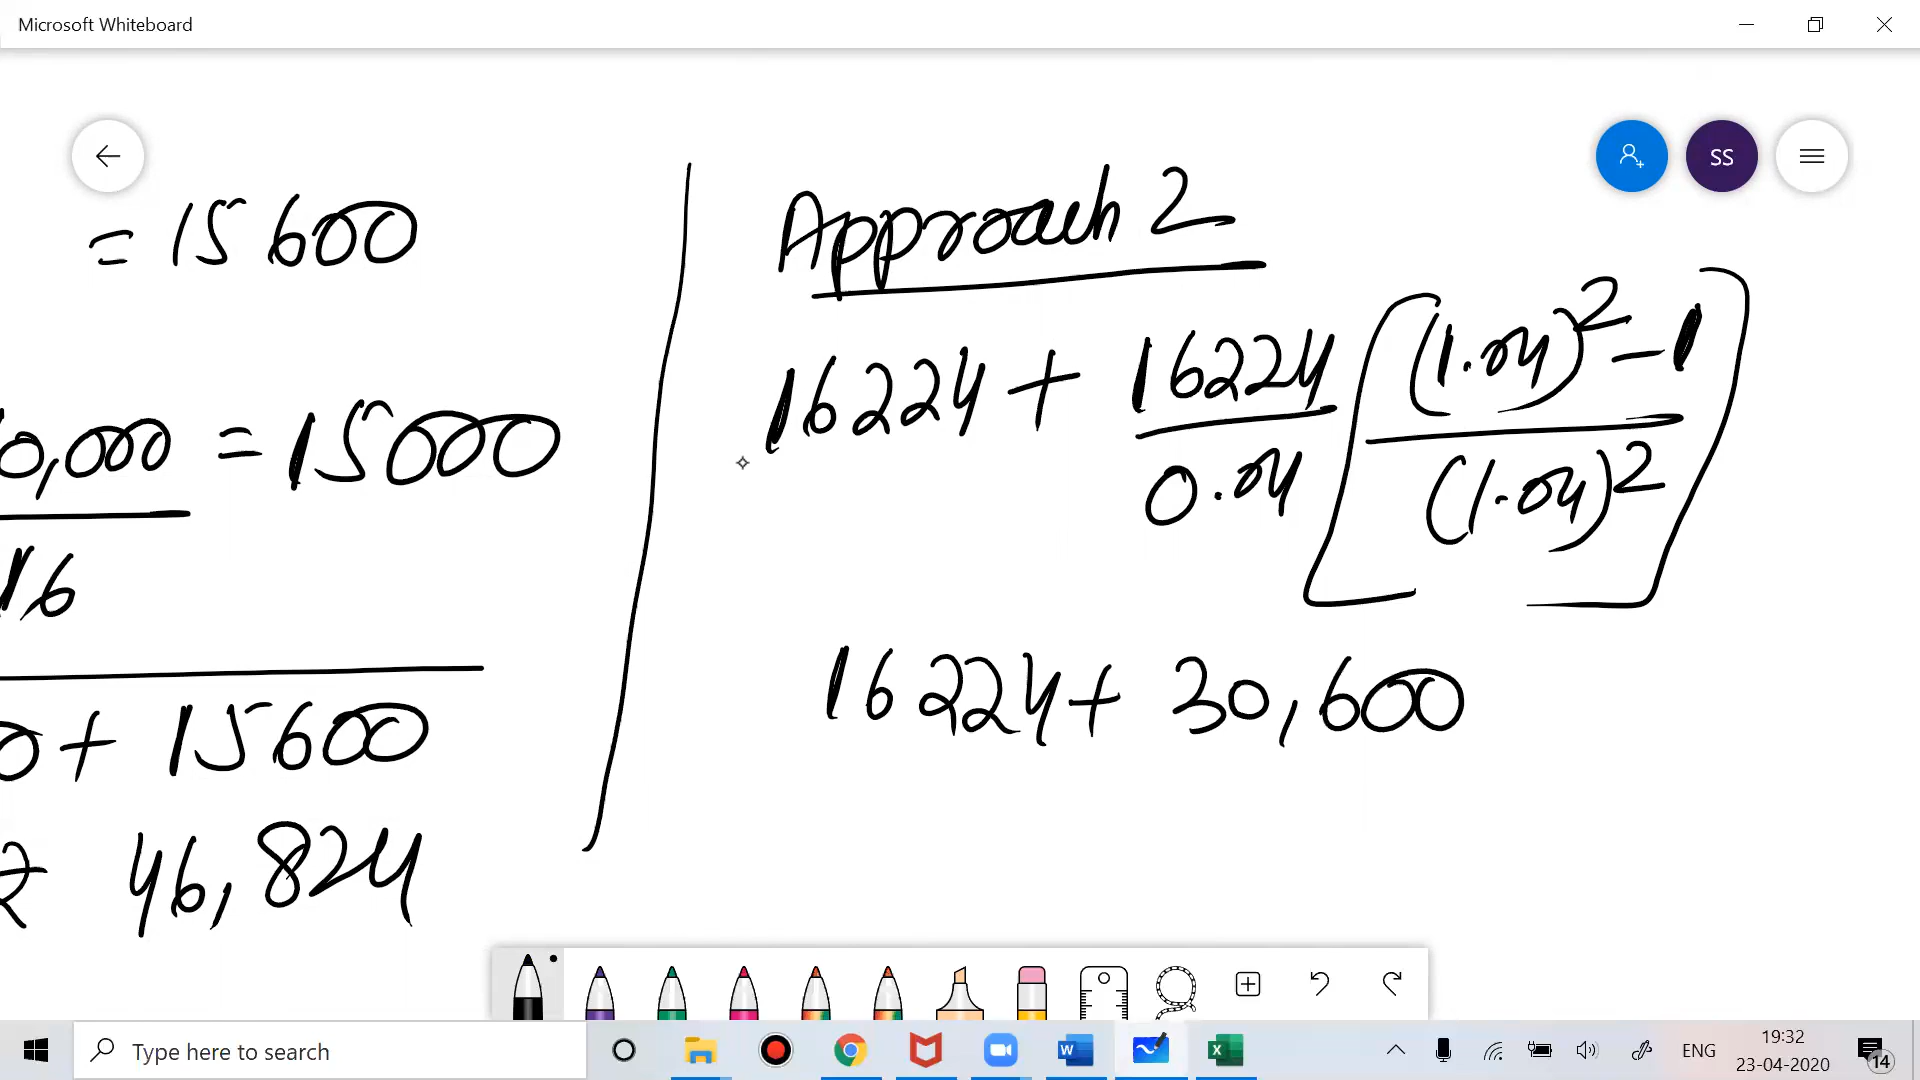 Microsoft Whiteboard
SS
= 15600
0,000 = 15000
16
0 + 15600
46,824
Approach 2
16224 + 16224 / 0.04 [ (1.04)² - 1 / (1.04)² ]
16224 + 30,600
Type here to search
ENG
19:32
23-04-2020
14